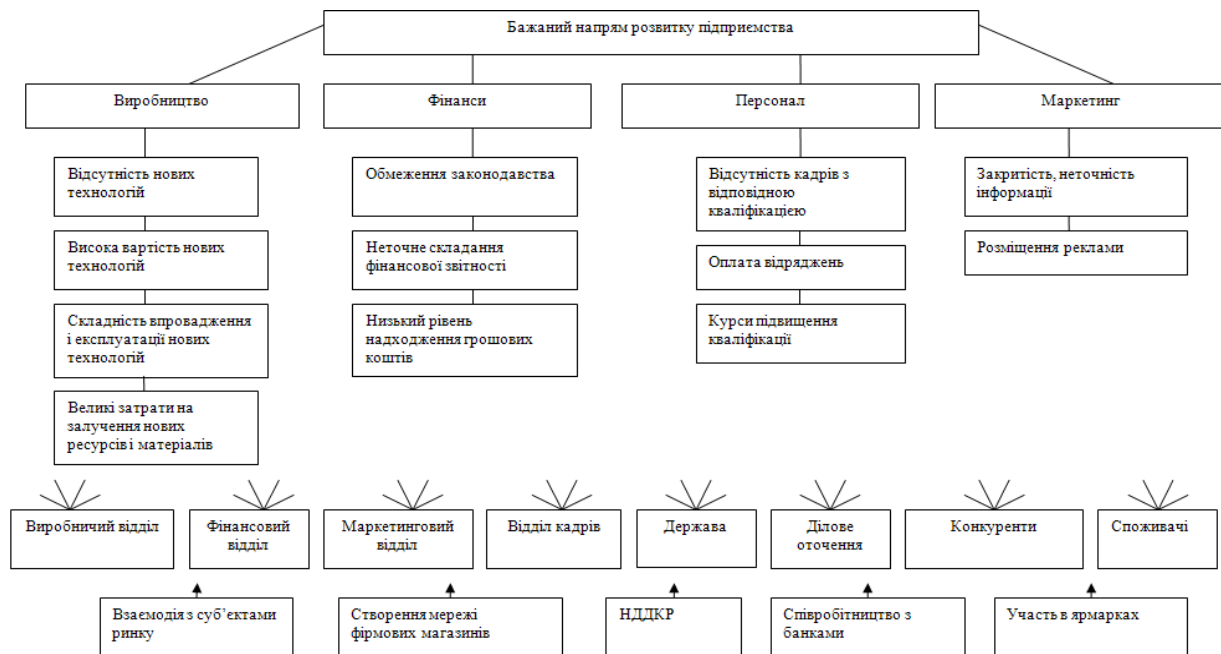 Бажаний напрям розвитку підприємства
Виробництво
Фінанси
Персонал
Маркетинг
Відсутність нових
технологій
Обмеження законодавства
Відсутність кадрів з
відповідною
кваліфікацією
Закритість, неточність
інформації
Висока вартість нових
технологій
Неточне складання
фінансової звітності
Оплата відряджень
Розміщення реклами
Складність впровадження
і експлуатації нових
технологій
Низький рівень
надходження грошових
коштів
Курси підвищення
кваліфікації
Великі затрати на
залучення нових
ресурсів і матеріалів
Виробничий відділ
Фінансовий
відділ
Маркетинговий
відділ
Відділ кадрів
Держава
Ділове
оточення
Конкуренти
Споживачі
Взаємодія з суб’єктами
ринку
Створення мережі
фірмових магазинів
НДДКР
Співробітництво з
банками
Участь в ярмарках